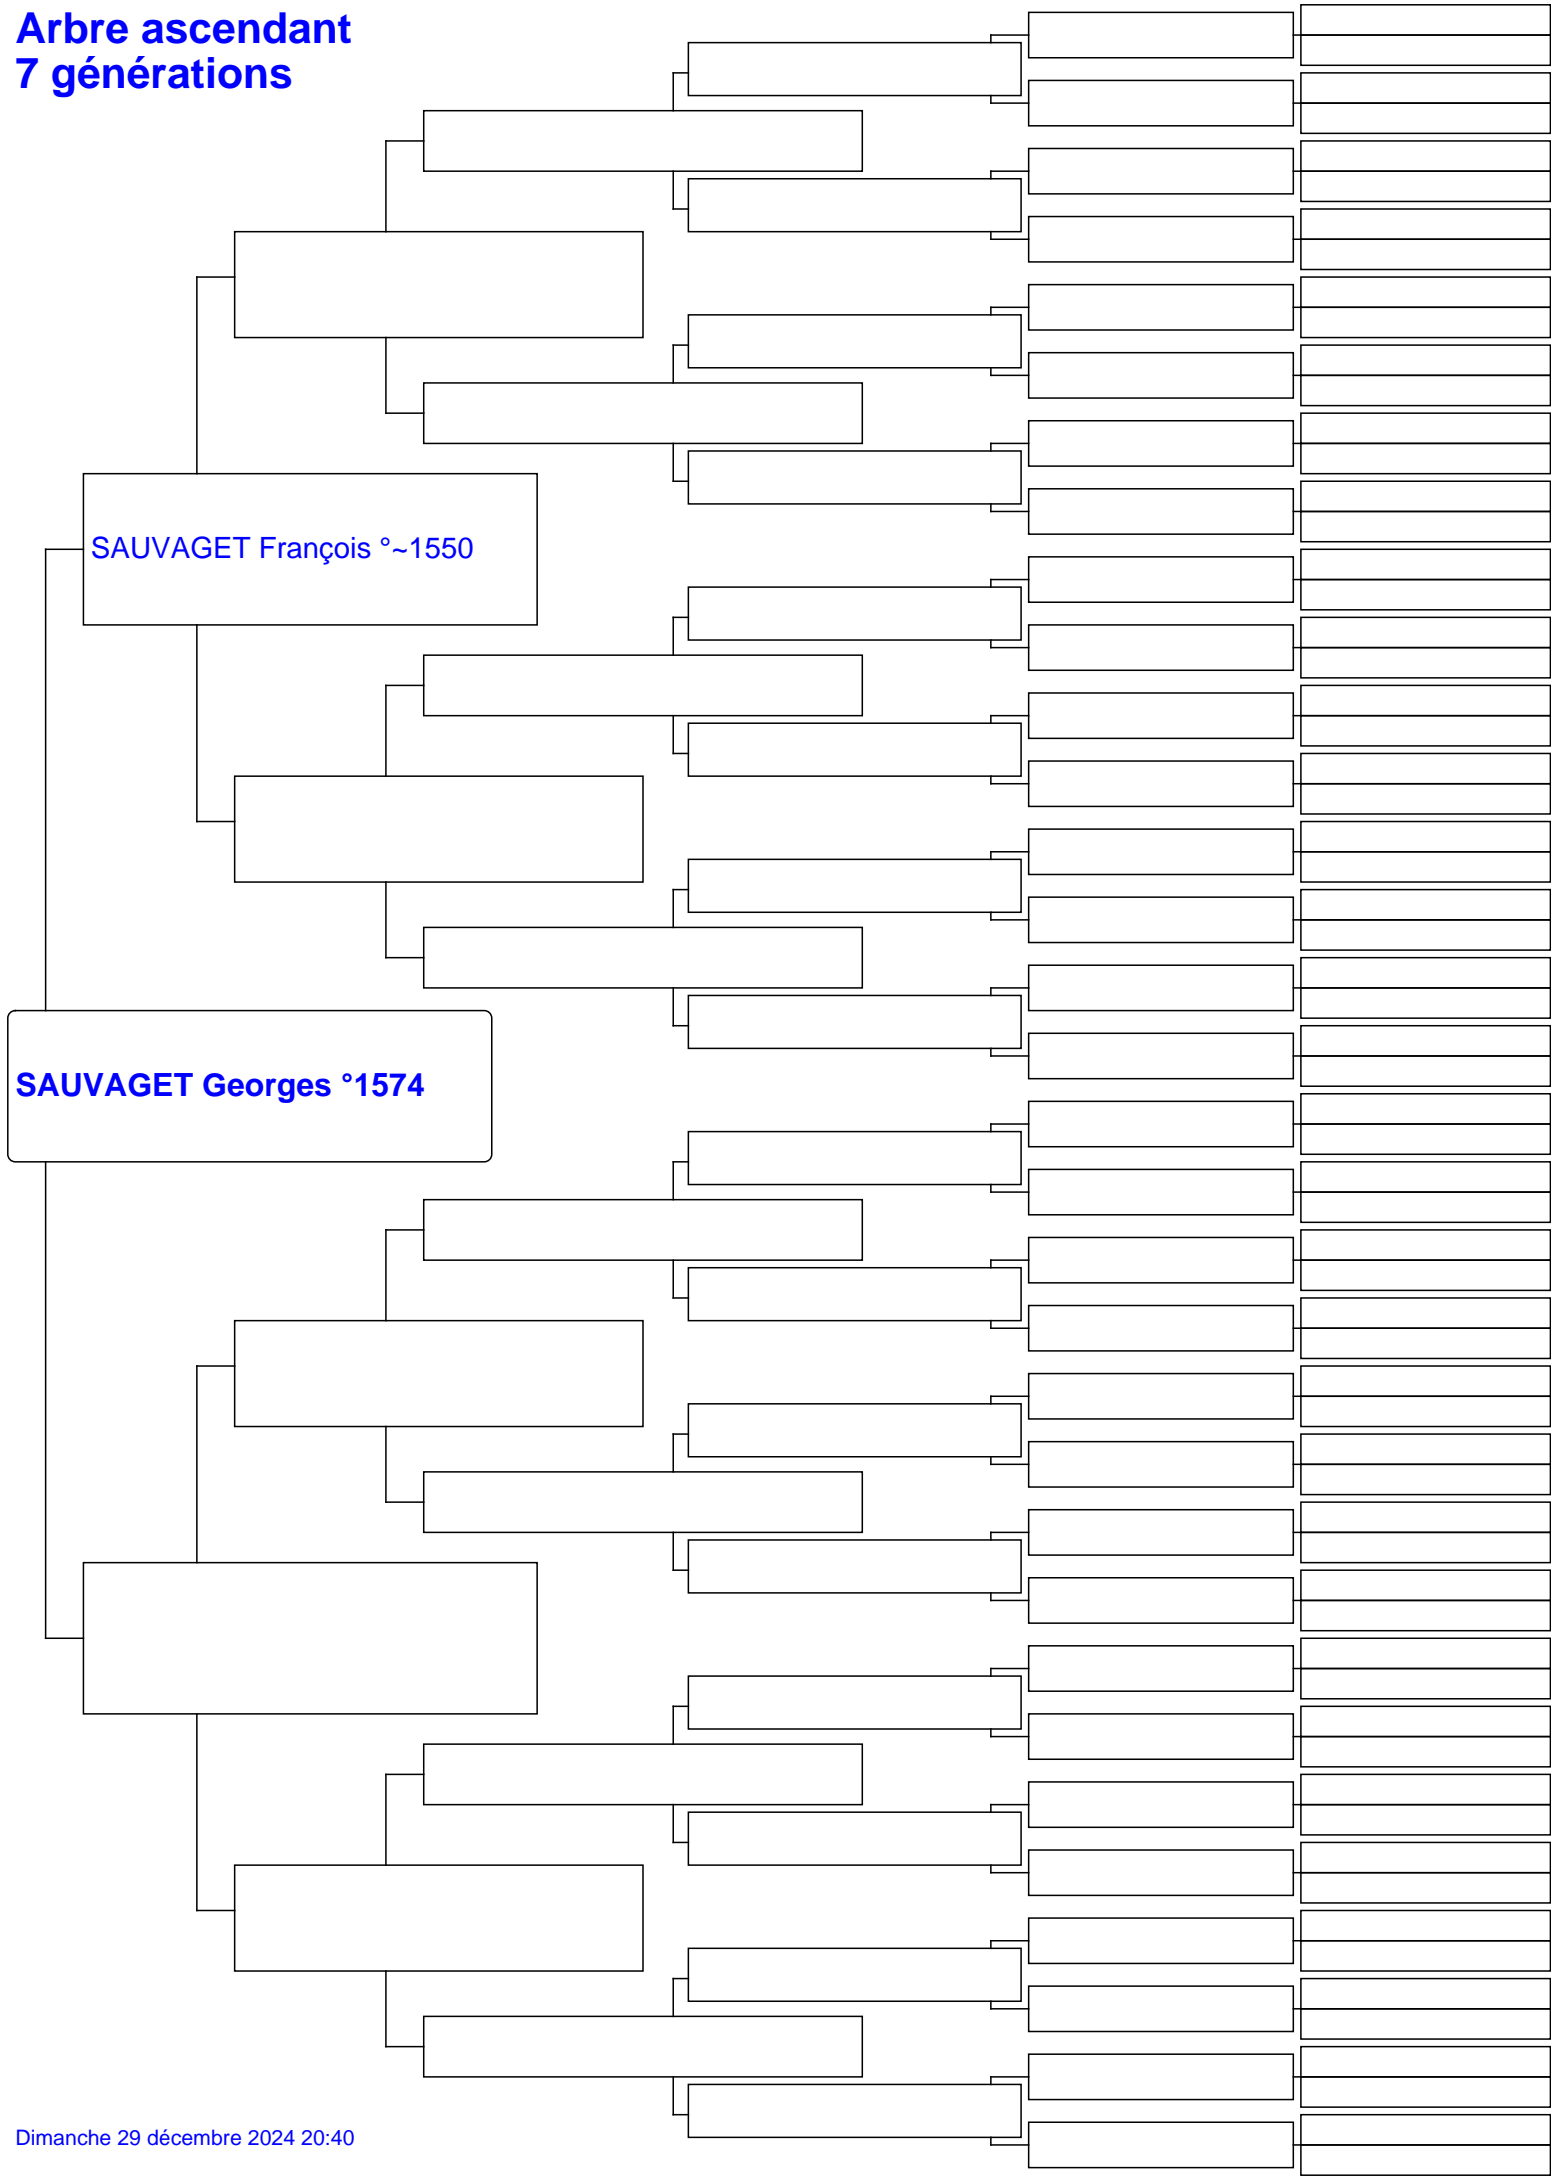 Arbre ascendant
7 générations
SAUVAGET François °~1550
SAUVAGET Georges °1574
Dimanche 29 décembre 2024 20:40